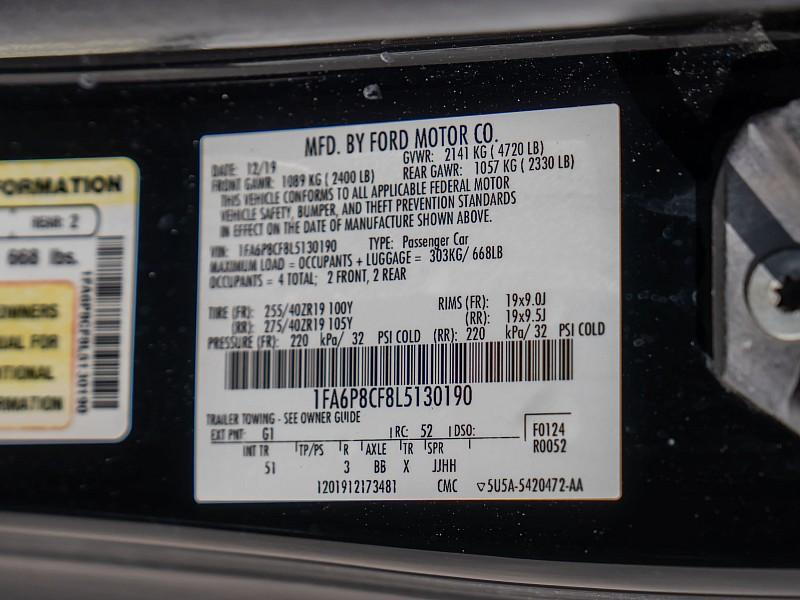 FORMATION
REAR: 2
668 lbs.
OWNERS
FOR
MATION
1FA6P8CF8L5130190
MFD. BY FORD MOTOR CO.
DATE: 12/19 GVWR: 2141 KG ( 4720 LB)
FRONT GAWR: 1089 KG ( 2400 LB) REAR GAWR: 1057 KG ( 2330 LB)
THIS VEHICLE CONFORMS TO ALL APPLICABLE FEDERAL MOTOR
VEHICLE SAFETY, BUMPER, AND THEFT PREVENTION STANDARDS
IN EFFECT ON THE DATE OF MANUFACTURE SHOWN ABOVE.
VIN: 1FA6P8CF8L5130190 TYPE: Passenger Car
MAXIMUM LOAD = OCCUPANTS + LUGGAGE = 303KG/ 668LB
OCCUPANTS = 4 TOTAL; 2 FRONT, 2 REAR
TIRE (FR): 255/40ZR19 100Y RIMS (FR): 19x9.0J
(RR): 275/40ZR19 105Y (RR): 19x9.5J
PRESSURE (FR): 220 kPa/ 32 PSI COLD (RR): 220 kPa/ 32 PSI COLD
1FA6P8CF8L5130190
TRAILER TOWING - SEE OWNER GUIDE
EXT PNT: G1 RC: 52 DSO: F0124
INT TR TP/PS R AXLE TR SPR R0052
51 3 BB X JJHH
1201912173481 CMC ▽5U5A-5420472-AA